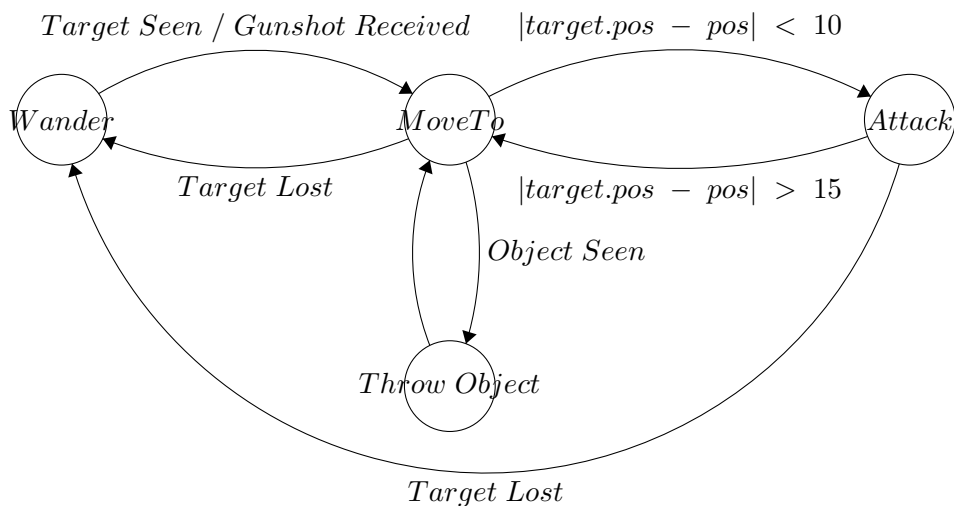 Target Seen / Gunshot Received
|target.pos − pos| < 10
Wander
MoveTo
Attack
Target Lost
|target.pos − pos| > 15
Object Seen
Throw Object
Target Lost